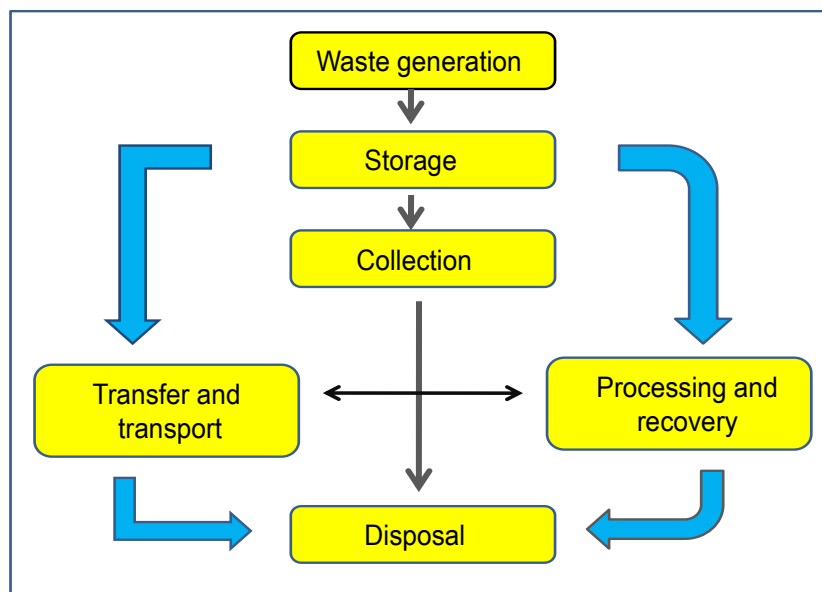 Waste generation
Storage
Collection
Transfer and
transport
Processing and
recovery
Disposal